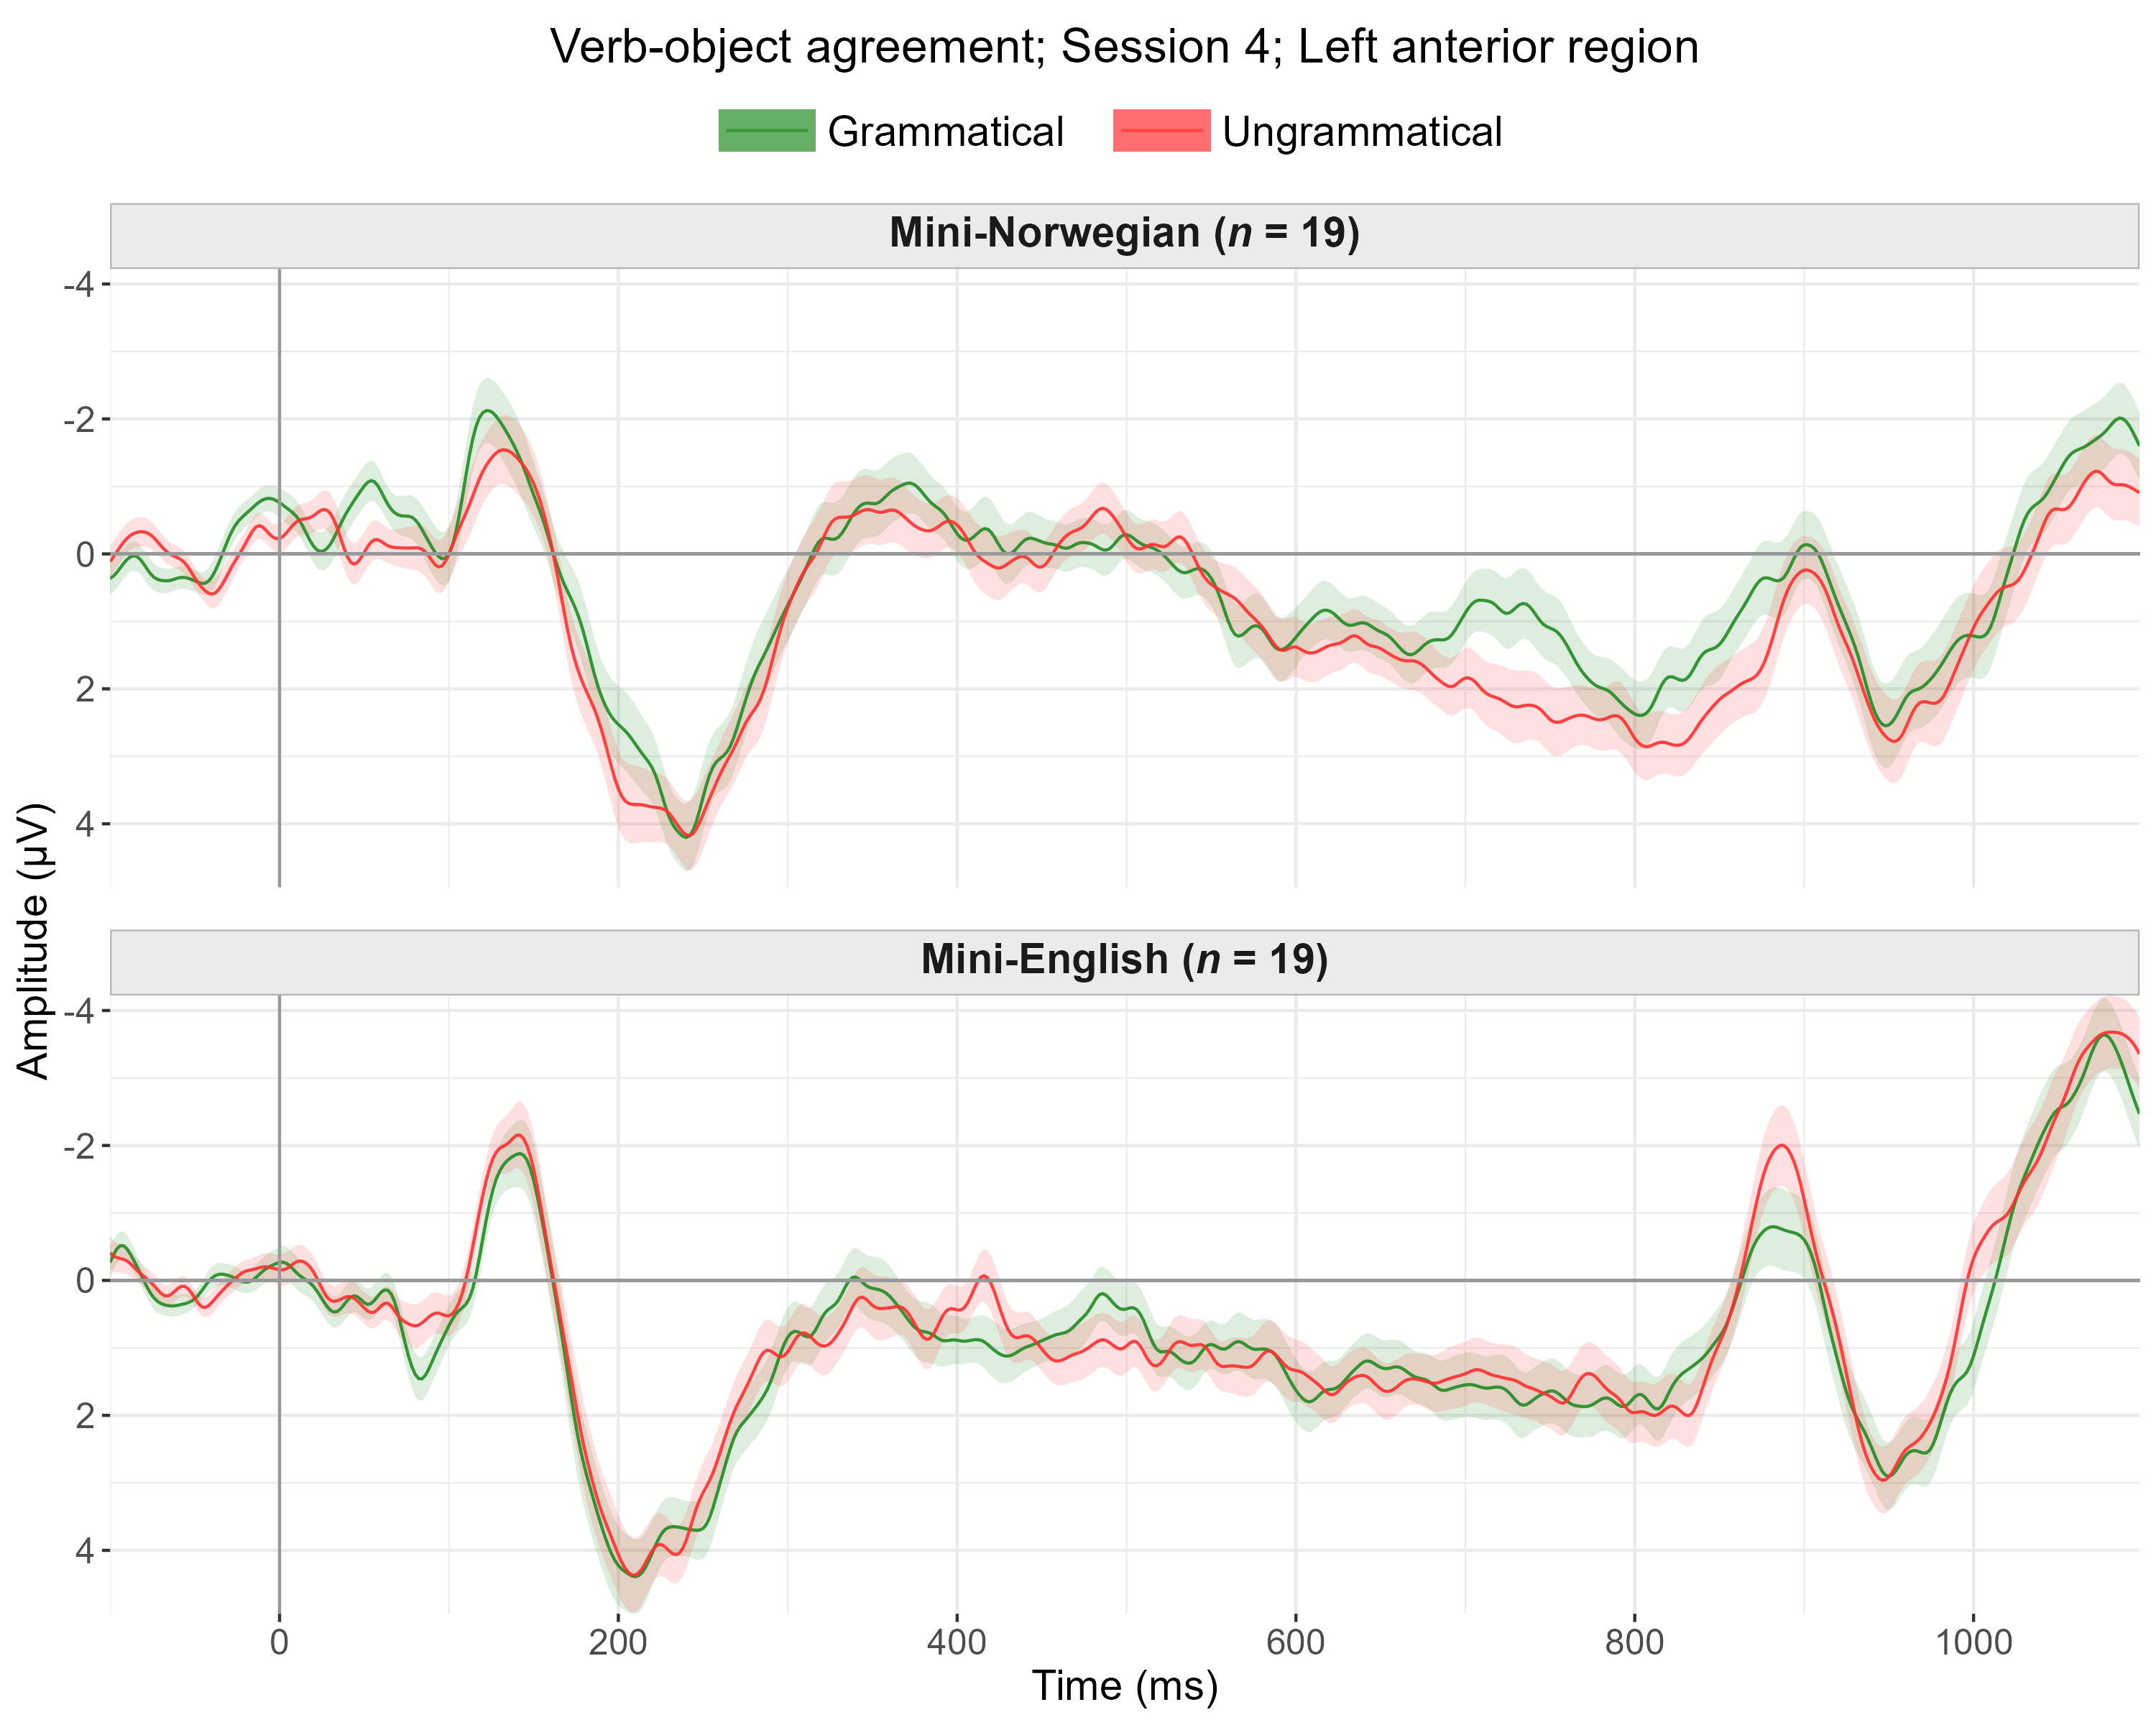 Verb-object agreement; Session 4; Left anterior region
Grammatical Ungrammatical
Mini-Norwegian (n = 19)
-4
-2
0
2
4
Amplitude (µV)
Mini-English (n = 19)
-4
-2
0
2
4
0 200 400 600 800 1000
Time (ms)